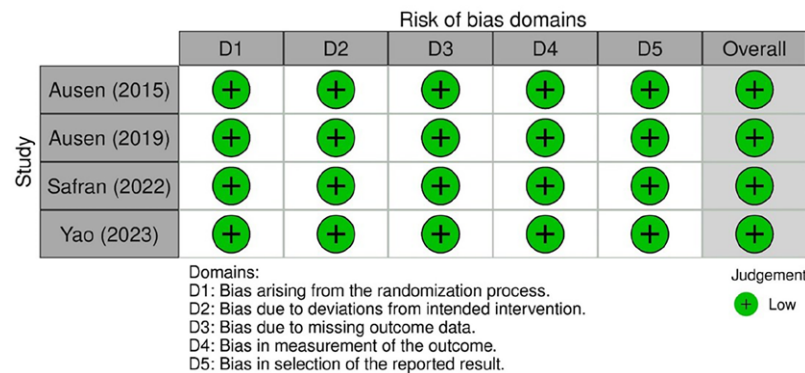 Risk of bias domains
D1 D2 D3 D4 D5 Overall
Study
Ausen (2015) + + + + + +
Ausen (2019) + + + + + +
Safran (2022) + + + + + +
Yao (2023) + + + + + +
Domains:
D1: Bias arising from the randomization process.
D2: Bias due to deviations from intended intervention.
D3: Bias due to missing outcome data.
D4: Bias in measurement of the outcome.
D5: Bias in selection of the reported result.
Judgement
+ Low